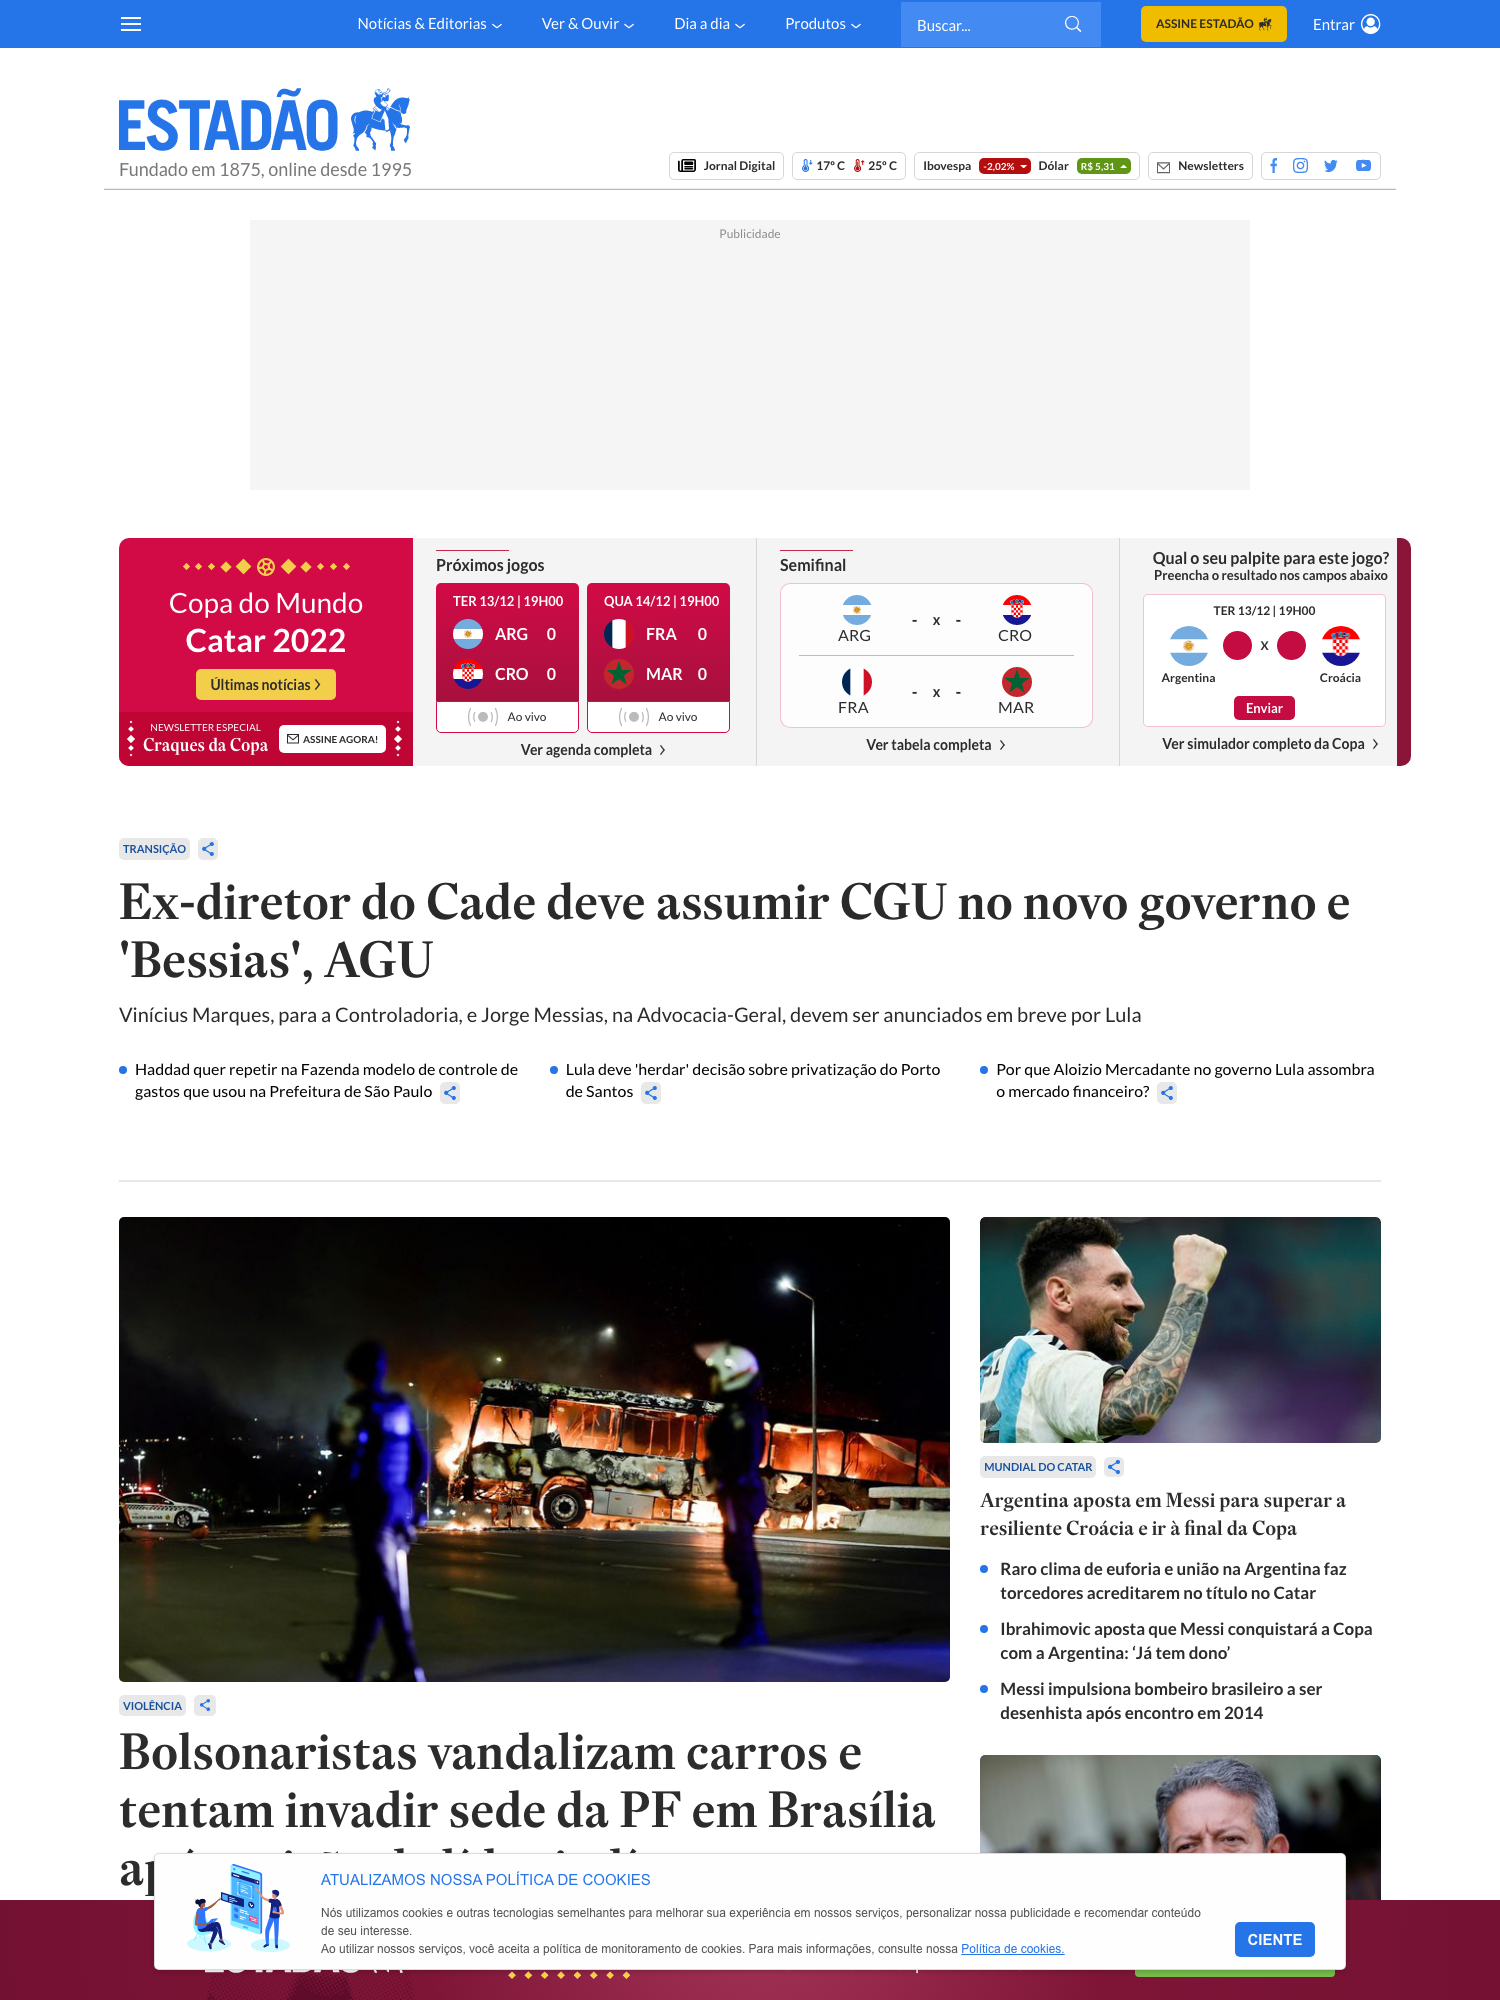 Notícias & Editorias
Ver & Ouvir
Dia a dia
Produtos
Buscar...
ASSINE ESTADÃO
Entrar
ESTADÃO
Fundado em 1875, online desde 1995
Jornal Digital
17º C 25º C
Ibovespa -2,02% Dólar R$ 5,31
Newsletters
Publicidade
Copa do Mundo
Catar 2022
Últimas notícias
NEWSLETTER ESPECIAL
Craques da Copa
ASSINE AGORA!
Próximos jogos
TER 13/12 | 19H00
ARG 0
CRO 0
Ao vivo
QUA 14/12 | 19H00
FRA 0
MAR 0
Ao vivo
Ver agenda completa
Semifinal
- x -
ARG CRO
- x -
FRA MAR
Ver tabela completa
Qual o seu palpite para este jogo?
Preencha o resultado nos campos abaixo
TER 13/12 | 19H00
X
Argentina Croácia
Enviar
Ver simulador completo da Copa
TRANSIÇÃO
Ex-diretor do Cade deve assumir CGU no novo governo e
'Bessias', AGU
Vinícius Marques, para a Controladoria, e Jorge Messias, na Advocacia-Geral, devem ser anunciados em breve por Lula
Haddad quer repetir na Fazenda modelo de controle de
gastos que usou na Prefeitura de São Paulo
Lula deve 'herdar' decisão sobre privatização do Porto
de Santos
Por que Aloizio Mercadante no governo Lula assombra
o mercado financeiro?
VIOLÊNCIA
Bolsonaristas vandalizam carros e
tentam invadir sede da PF em Brasília
MUNDIAL DO CATAR
Argentina aposta em Messi para superar a
resiliente Croácia e ir à final da Copa
Raro clima de euforia e união na Argentina faz
torcedores acreditarem no título no Catar
Ibrahimovic aposta que Messi conquistará a Copa
com a Argentina: ‘Já tem dono’
Messi impulsiona bombeiro brasileiro a ser
desenhista após encontro em 2014
ATUALIZAMOS NOSSA POLÍTICA DE COOKIES
Nós utilizamos cookies e outras tecnologias semelhantes para melhorar sua experiência em nossos serviços, personalizar nossa publicidade e recomendar conteúdo
de seu interesse.
Ao utilizar nossos serviços, você aceita a política de monitoramento de cookies. Para mais informações, consulte nossa Política de cookies.
CIENTE